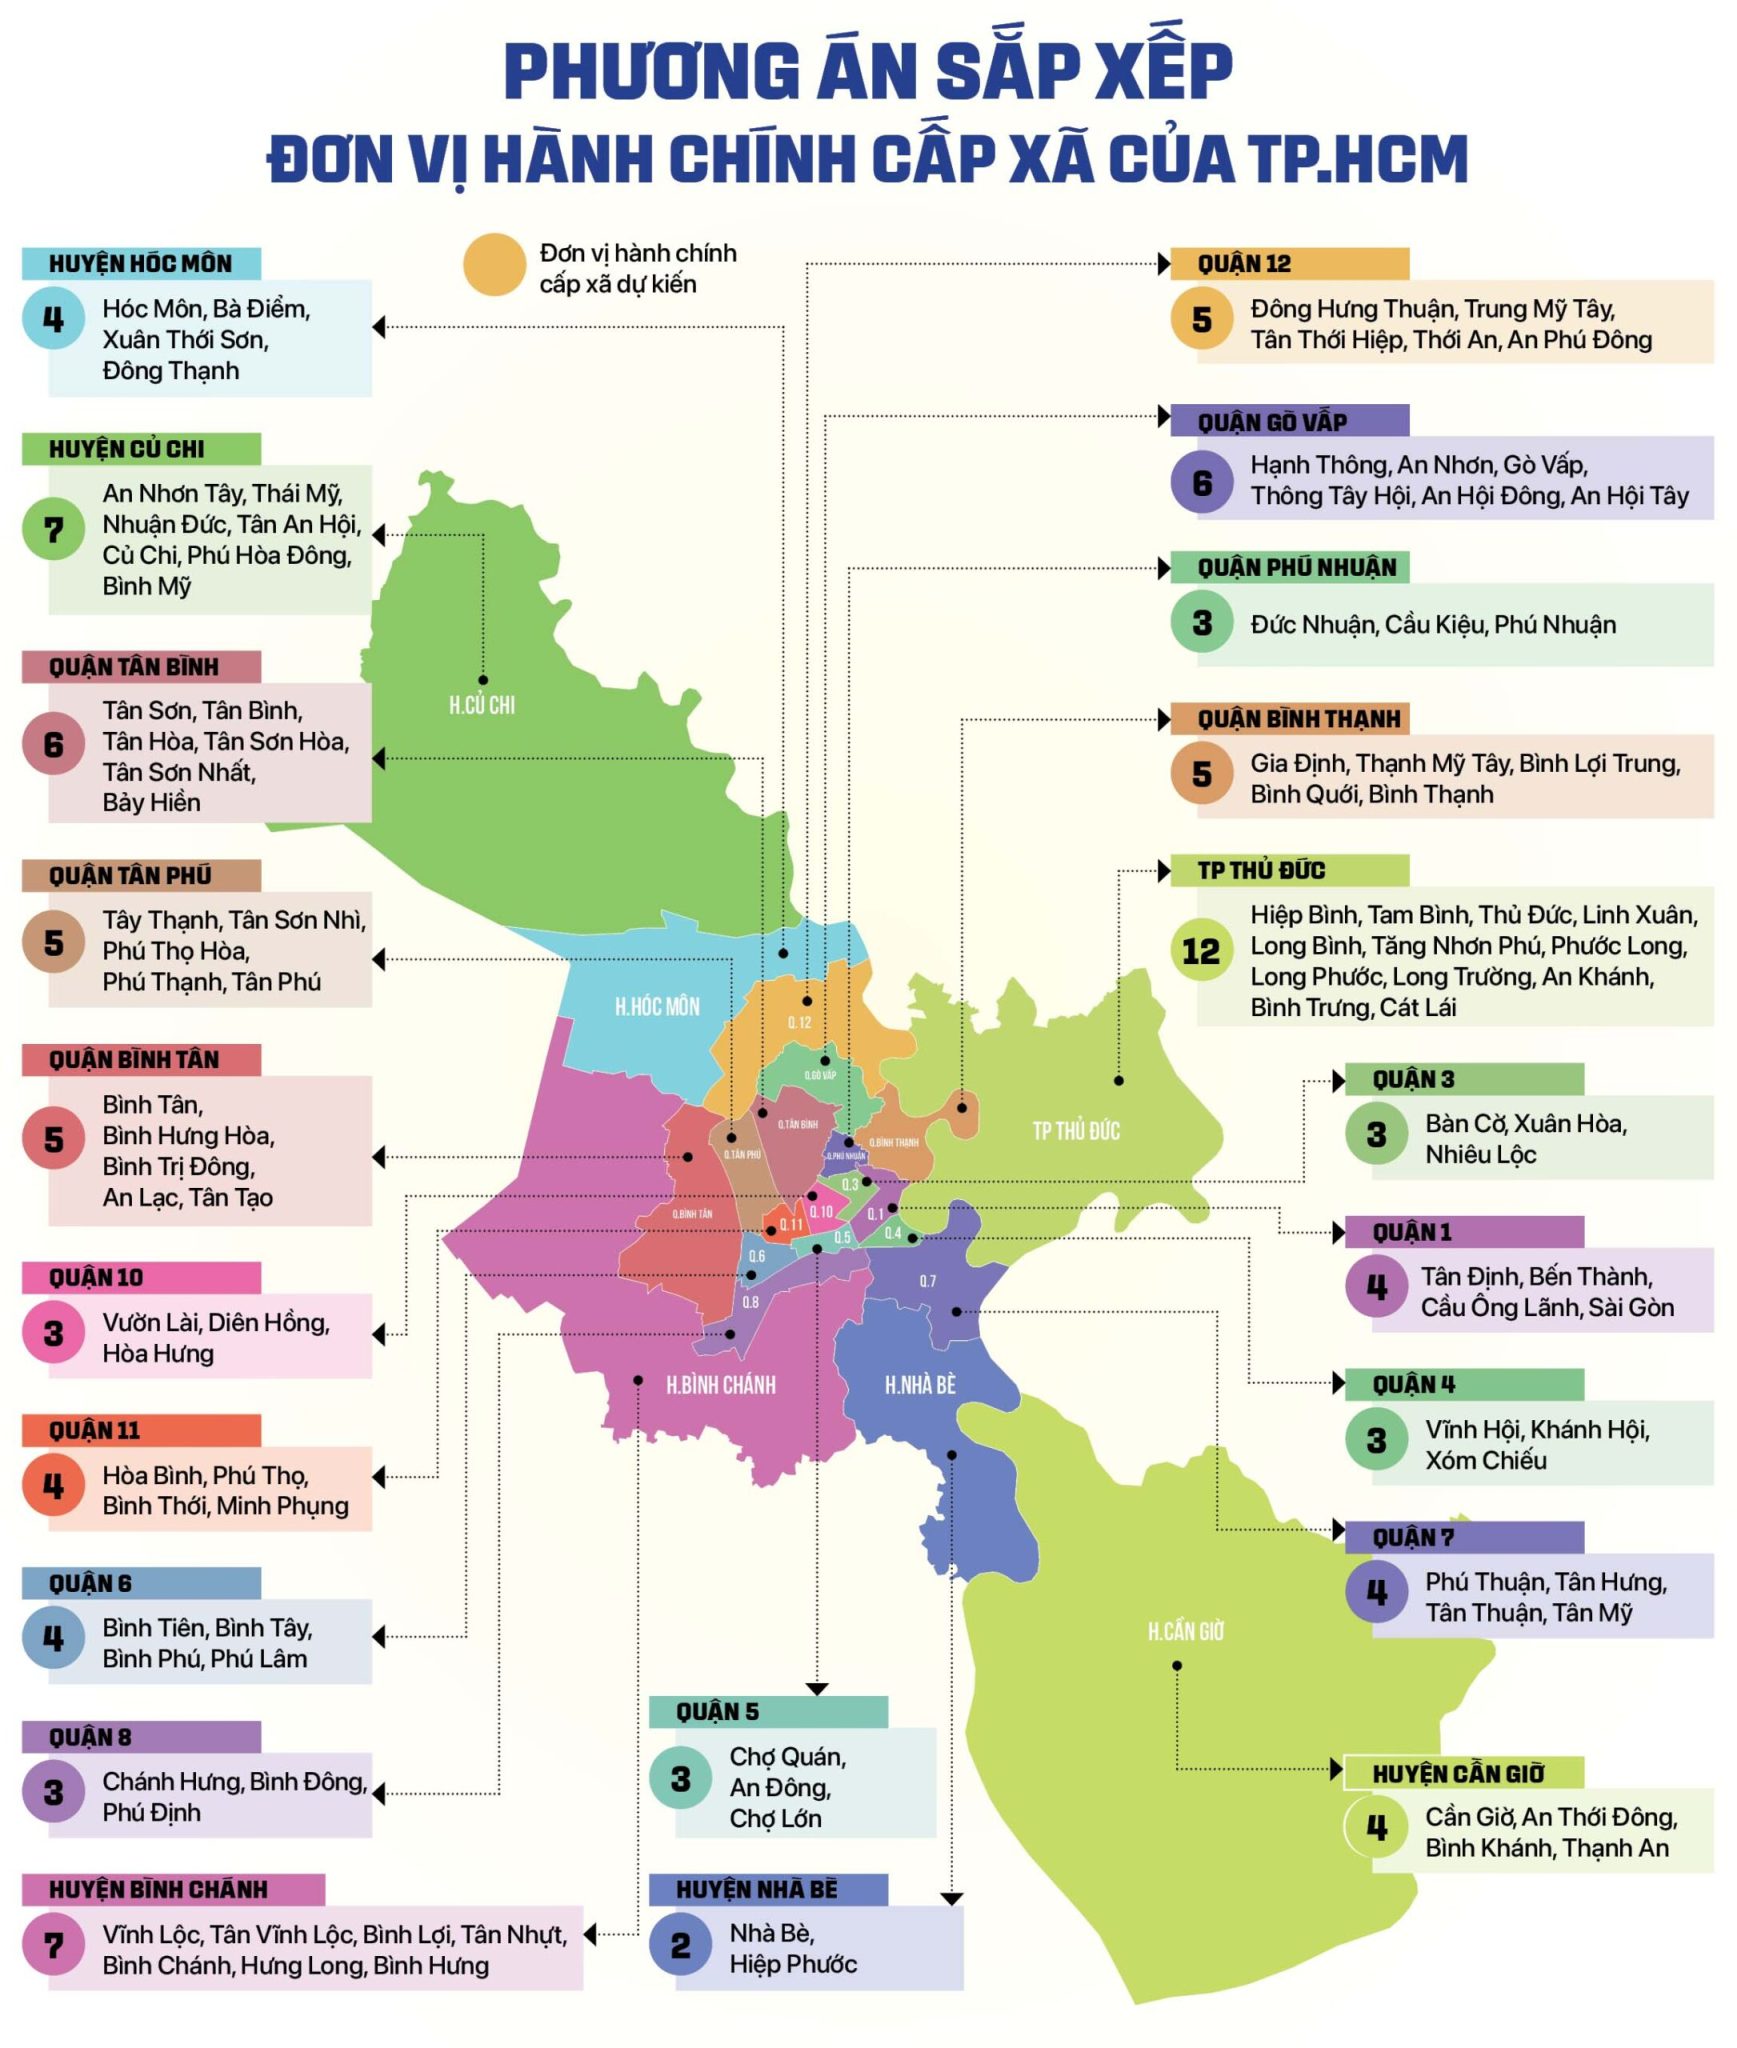 PHƯƠNG ÁN SẮP XẾP
ĐƠN VỊ HÀNH CHÍNH CẤP XÃ CỦA TP.HCM
Đơn vị hành chính
cấp xã dự kiến
HUYỆN HÓC MÔN
4
Hóc Môn, Bà Điểm,
Xuân Thới Sơn,
Đông Thạnh
HUYỆN CỦ CHI
7
An Nhơn Tây, Thái Mỹ,
Nhuận Đức, Tân An Hội,
Củ Chi, Phú Hòa Đông,
Bình Mỹ
QUẬN TÂN BÌNH
6
Tân Sơn, Tân Bình,
Tân Hòa, Tân Sơn Hòa,
Tân Sơn Nhất,
Bảy Hiền
QUẬN TÂN PHÚ
5
Tây Thạnh, Tân Sơn Nhì,
Phú Thọ Hòa,
Phú Thạnh, Tân Phú
QUẬN BÌNH TÂN
5
Bình Tân,
Bình Hưng Hòa,
Bình Trị Đông,
An Lạc, Tân Tạo
QUẬN 10
3
Vườn Lài, Diên Hồng,
Hòa Hưng
QUẬN 11
4
Hòa Bình, Phú Thọ,
Bình Thới, Minh Phụng
QUẬN 6
4
Bình Tiên, Bình Tây,
Bình Phú, Phú Lâm
QUẬN 8
3
Chánh Hưng, Bình Đông,
Phú Định
HUYỆN BÌNH CHÁNH
7
Vĩnh Lộc, Tân Vĩnh Lộc, Bình Lợi, Tân Nhựt,
Bình Chánh, Hưng Long, Bình Hưng
H.CỦ CHI
H.HÓC MÔN
Q.12
Q.GÒ VẤP
Q.TÂN BÌNH
Q.TÂN PHÚ
Q.PHÚ NHUẬN
Q.BÌNH THẠNH
TP THỦ ĐỨC
Q.BÌNH TÂN
Q.3
Q.10
Q.1
Q.11
Q.5
Q.4
Q.6
Q.8
Q.7
H.BÌNH CHÁNH
H.NHÀ BÈ
H.CẦN GIỜ
QUẬN 5
3
Chợ Quán,
An Đông,
Chợ Lớn
HUYỆN NHÀ BÈ
2
Nhà Bè,
Hiệp Phước
QUẬN 12
5
Đông Hưng Thuận, Trung Mỹ Tây,
Tân Thới Hiệp, Thới An, An Phú Đông
QUẬN GÒ VẤP
6
Hạnh Thông, An Nhơn, Gò Vấp,
Thông Tây Hội, An Hội Đông, An Hội Tây
QUẬN PHÚ NHUẬN
3
Đức Nhuận, Cầu Kiệu, Phú Nhuận
QUẬN BÌNH THẠNH
5
Gia Định, Thạnh Mỹ Tây, Bình Lợi Trung,
Bình Quới, Bình Thạnh
TP THỦ ĐỨC
12
Hiệp Bình, Tam Bình, Thủ Đức, Linh Xuân,
Long Bình, Tăng Nhơn Phú, Phước Long,
Long Phước, Long Trường, An Khánh,
Bình Trưng, Cát Lái
QUẬN 3
3
Bàn Cờ, Xuân Hòa,
Nhiêu Lộc
QUẬN 1
4
Tân Định, Bến Thành,
Cầu Ông Lãnh, Sài Gòn
QUẬN 4
3
Vĩnh Hội, Khánh Hội,
Xóm Chiếu
QUẬN 7
4
Phú Thuận, Tân Hưng,
Tân Thuận, Tân Mỹ
HUYỆN CẦN GIỜ
4
Cần Giờ, An Thới Đông,
Bình Khánh, Thạnh An